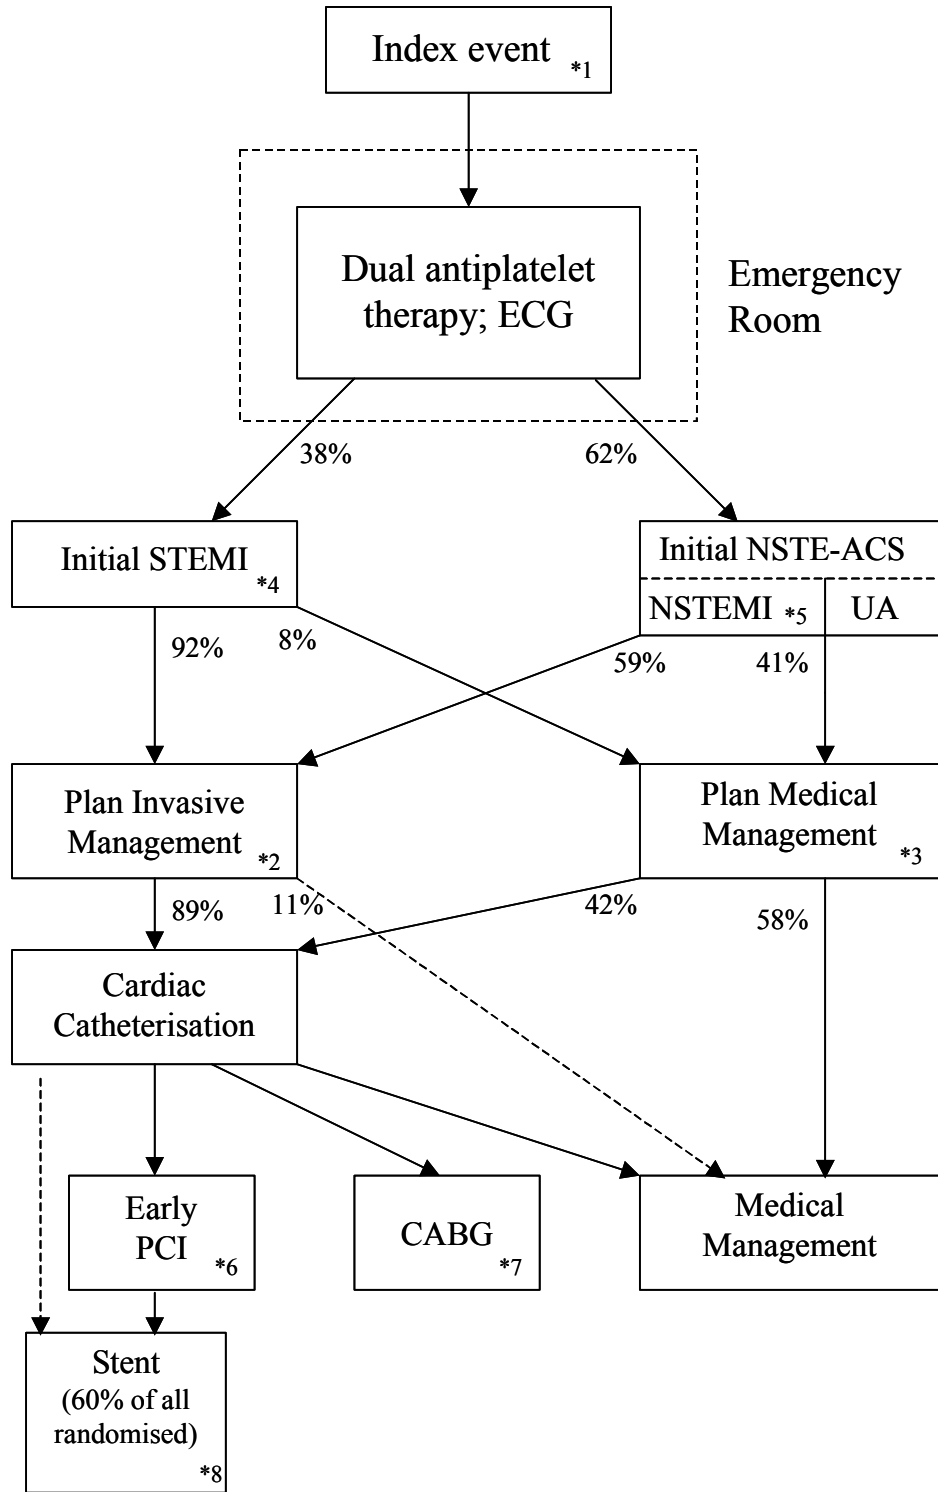 Index event *1
Dual antiplatelet
therapy; ECG
Emergency
Room
38%
62%
Initial STEMI *4
Initial NSTE-ACS
NSTEMI *5 UA
92%
8%
59%
41%
Plan Invasive
Management *2
Plan Medical
Management *3
89%
11%
42%
58%
Cardiac
Catheterisation
Early
PCI *6
CABG *7
Medical
Management
Stent
(60% of all
randomised)
*8